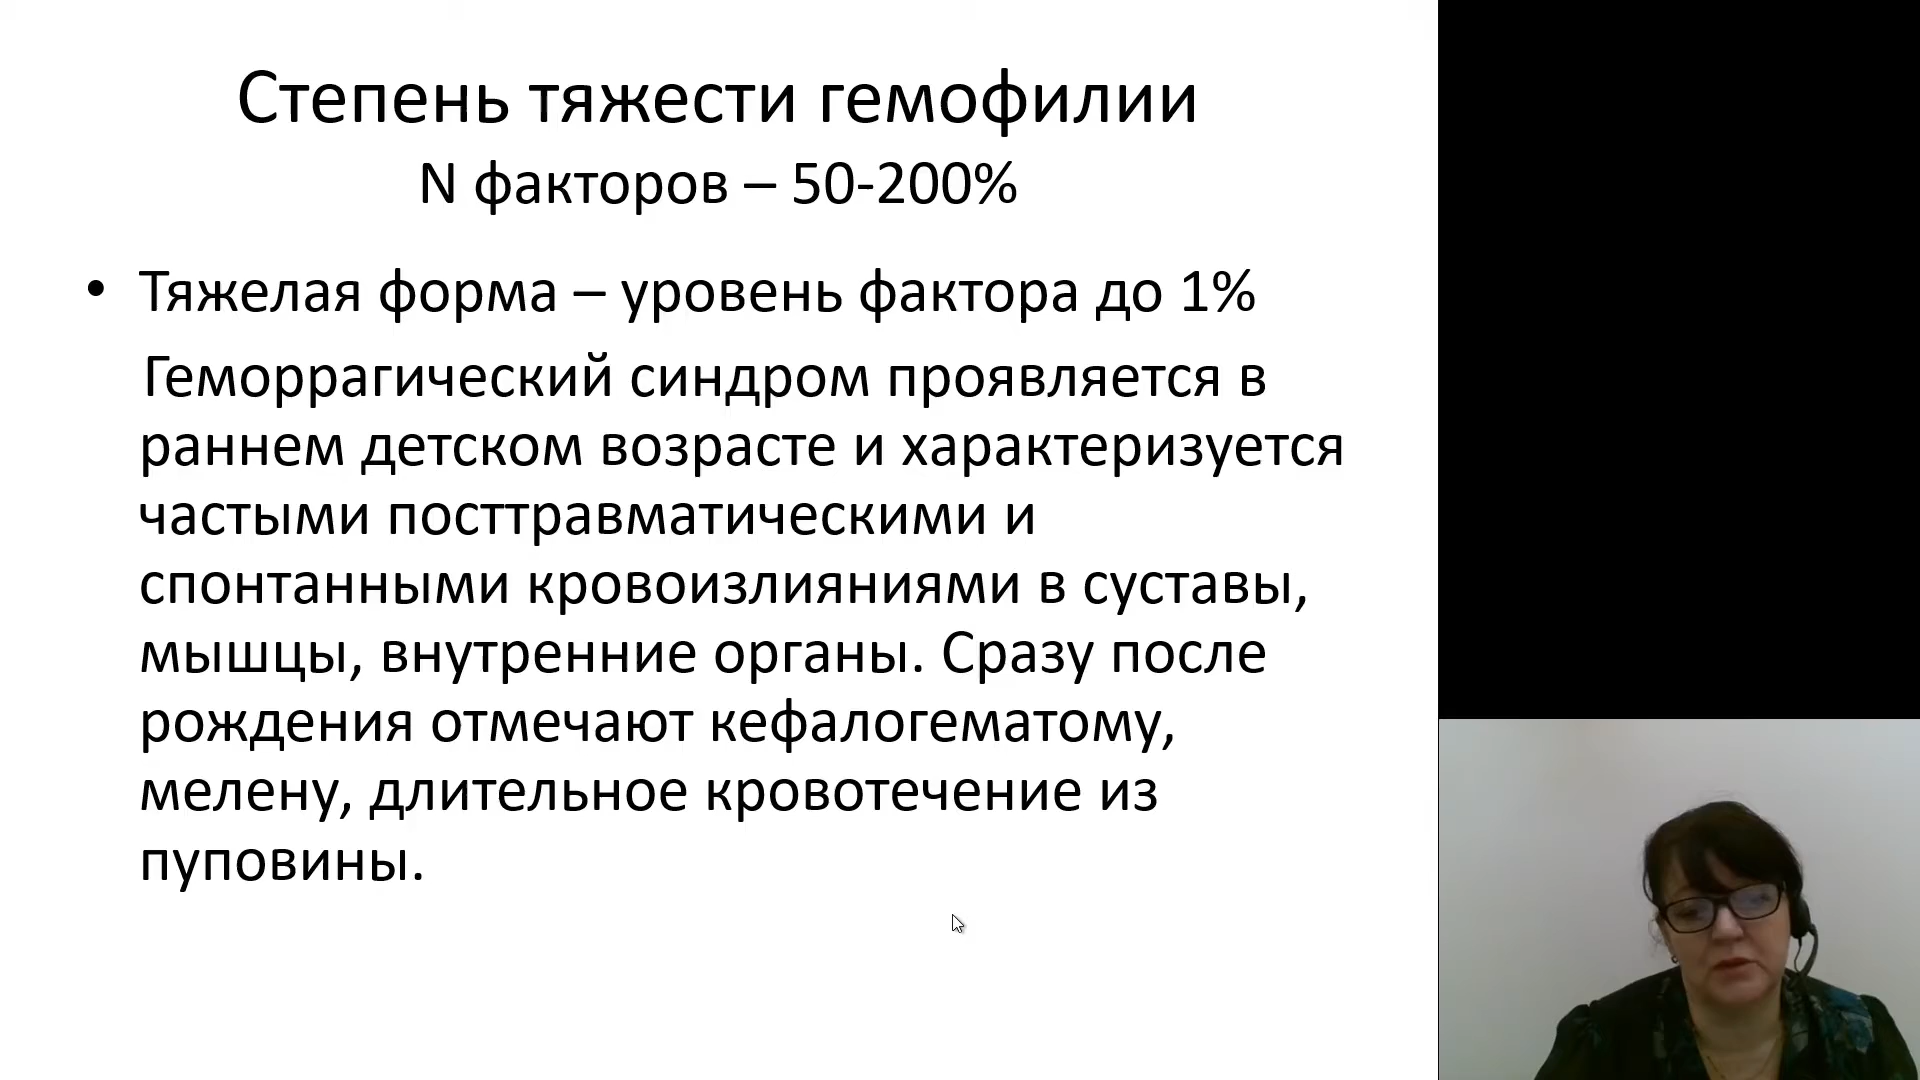 Степень тяжести гемофилии
N факторов – 50-200%
• Тяжелая форма – уровень фактора до 1%
Геморрагический синдром проявляется в
раннем детском возрасте и характеризуется
частыми посттравматическими и
спонтанными кровоизлияниями в суставы,
мышцы, внутренние органы. Сразу после
рождения отмечают кефалогематому,
мелену, длительное кровотечение из
пуповины.